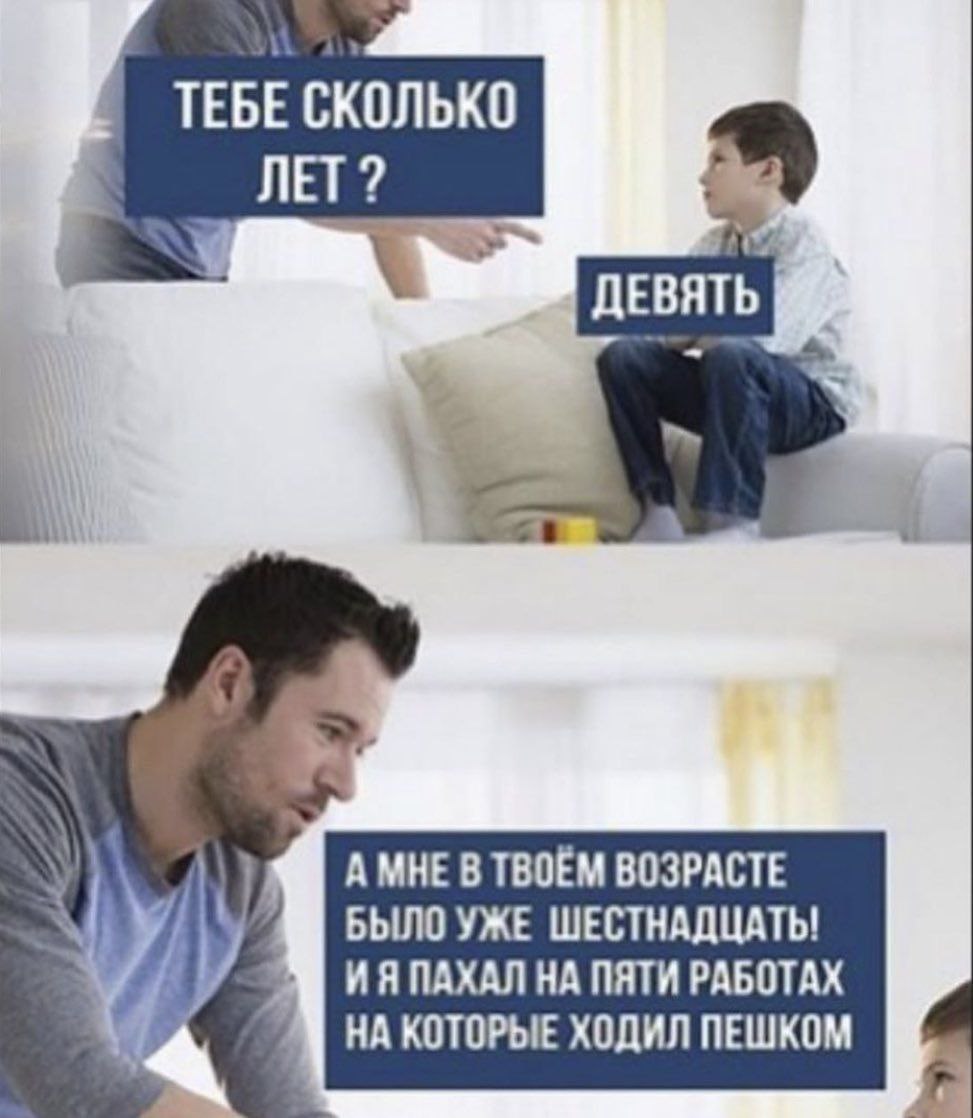 ТЕБЕ СКОЛЬКО
ЛЕТ ?
ДЕВЯТЬ
А МНЕ В ТВОЁМ ВОЗРАСТЕ
БЫЛО УЖЕ ШЕСТНАДЦАТЬ!
И Я ПАХАЛ НА ПЯТИ РАБОТАХ
НА КОТОРЫЕ ХОДИЛ ПЕШКОМ